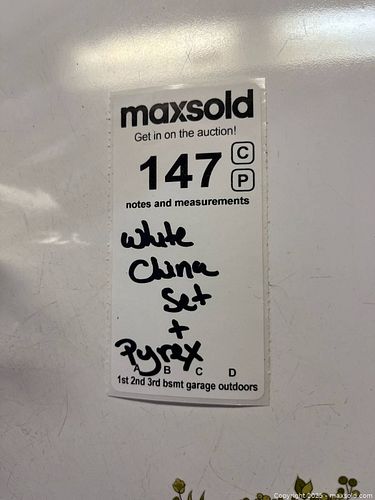 maxsold
Get in on the auction!
147 C
P
notes and measurements
white
China
Set
+
Pyrex
A B C D
1st 2nd 3rd bsmt garage outdoors
Copyright 2025 - maxsold.com